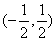 (-1/2, 1/2)